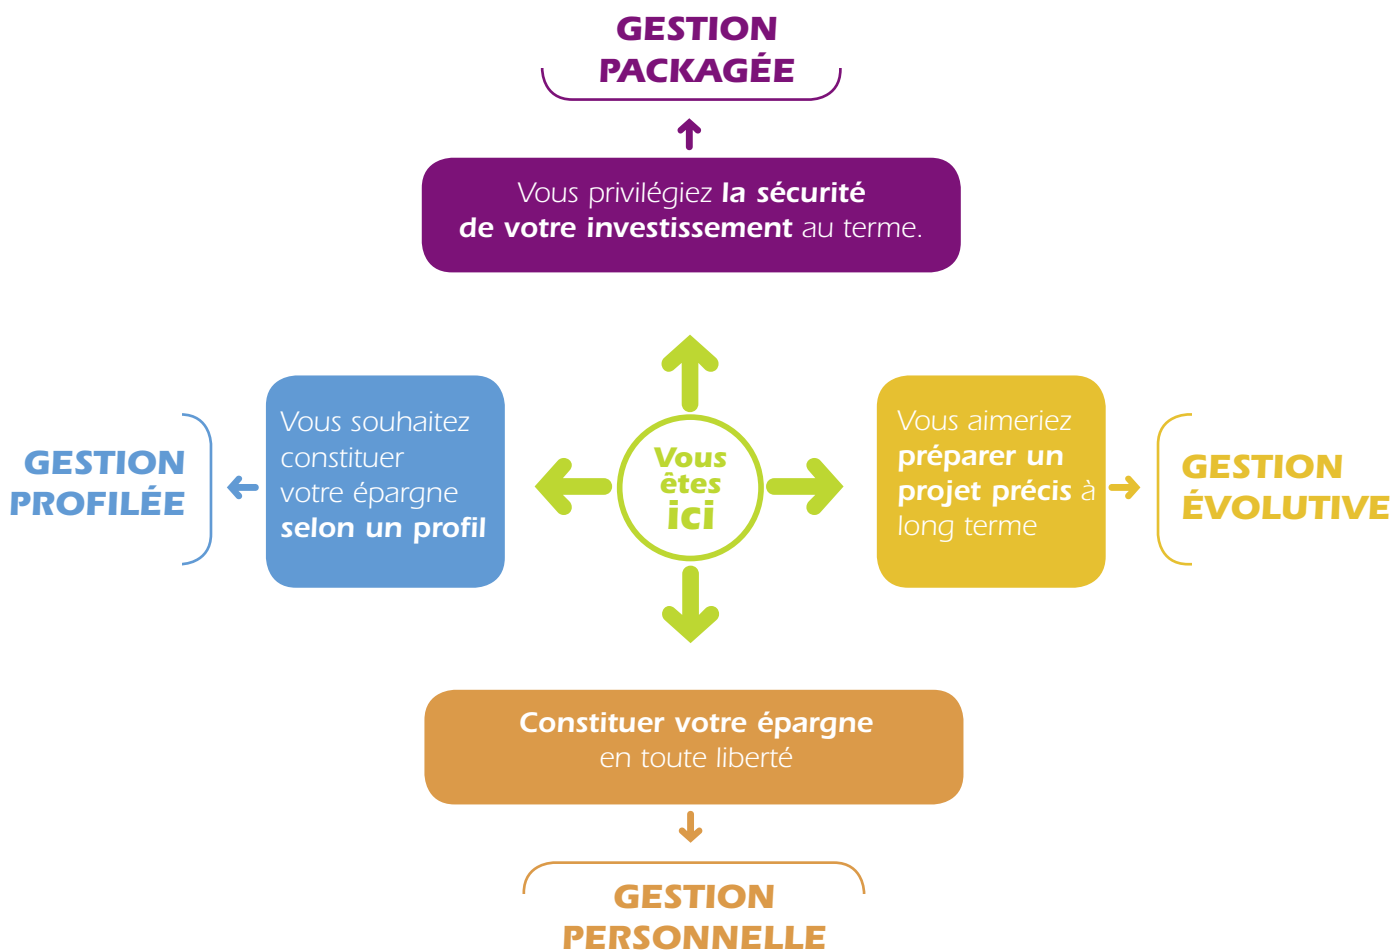 GESTION
PACKAGÉE
Vous privilégiez la sécurité
de votre investissement au terme.
GESTION
PROFILÉE
Vous souhaitez
constituer
votre épargne
selon un profil
Vous
êtes
ici
Vous aimeriez
préparer un
projet précis à
long terme
GESTION
ÉVOLUTIVE
Constituer votre épargne
en toute liberté
GESTION
PERSONNELLE